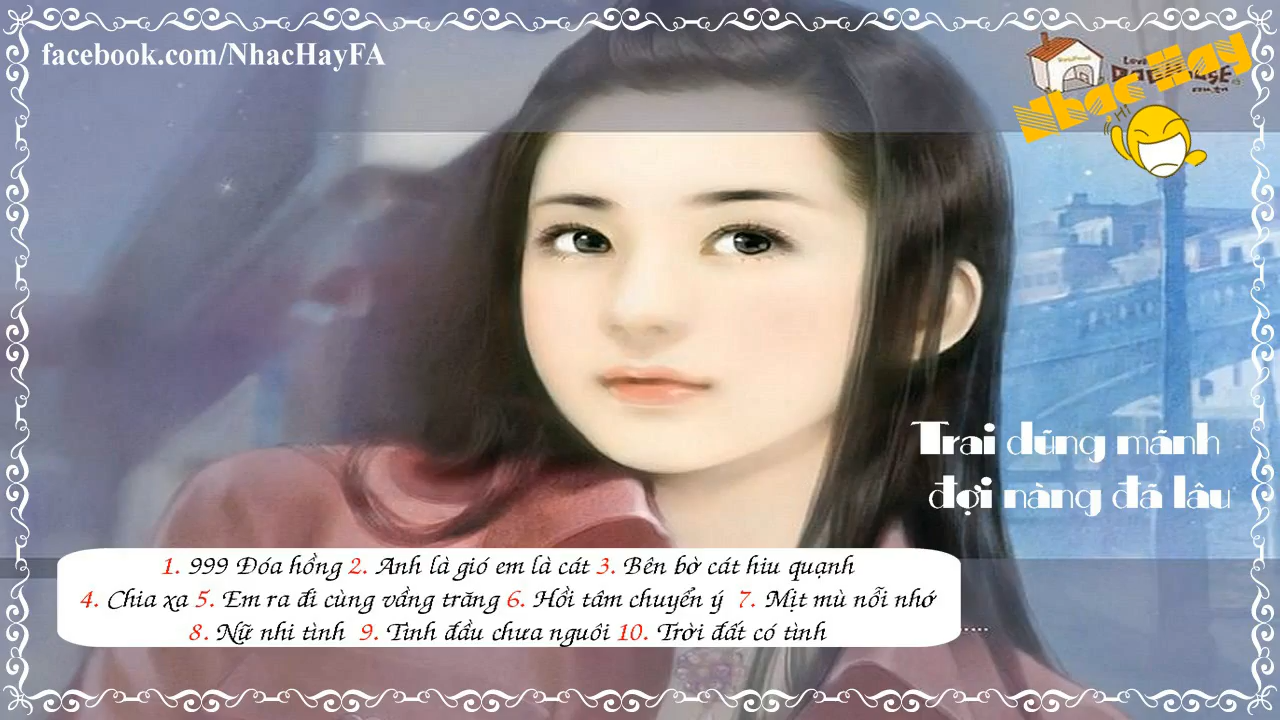 facebook.com/NhacHayFA
Nhạc Hay
HI
Trai dũng mãnh
đợi nàng đã lâu
1. 999 Đóa hồng 2. Anh là gió em là cát 3. Bên bờ cát hiu quạnh
4. Chia xa 5. Em ra đi cùng vầng trăng 6. Hồi tâm chuyển ý 7. Mịt mù nỗi nhớ
8. Nữ nhi tình 9. Tình đầu chưa nguôi 10. Trời đất có tình .....